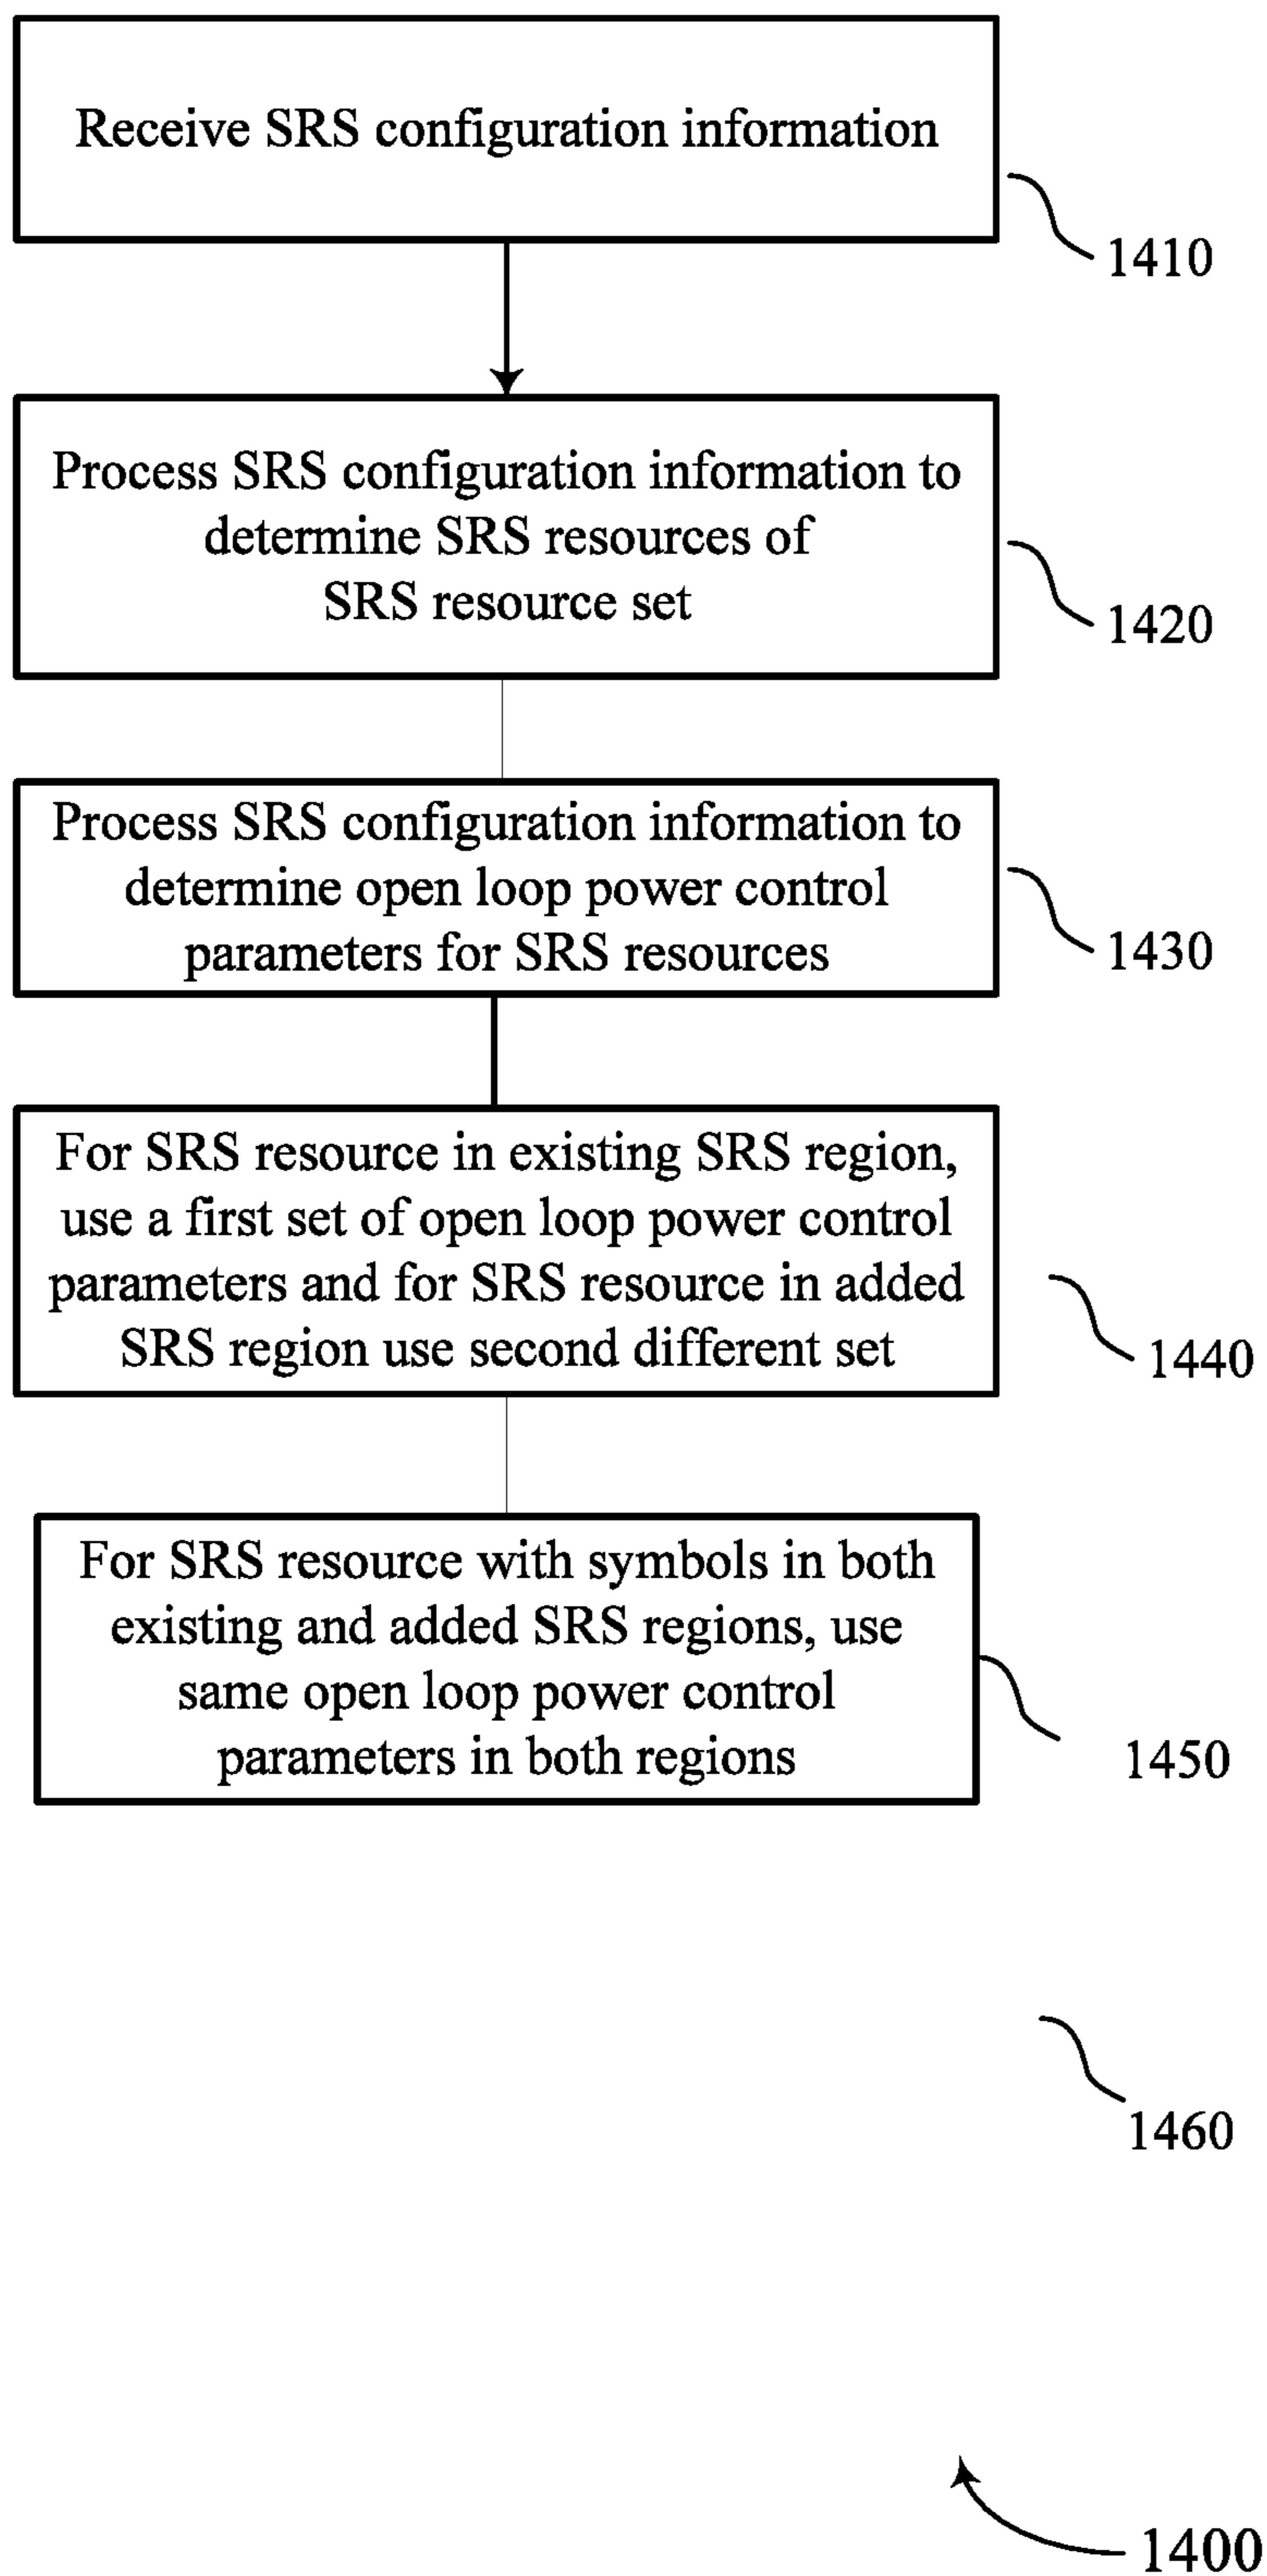 Receive SRS configuration information
1410
Process SRS configuration information to
determine SRS resources of
SRS resource set
1420
Process SRS configuration information to
determine open loop power control
parameters for SRS resources
1430
For SRS resource in existing SRS region,
use a first set of open loop power control
parameters and for SRS resource in added
SRS region use second different set
1440
For SRS resource with symbols in both
existing and added SRS regions, use
same open loop power control
parameters in both regions
1450
1460
1400